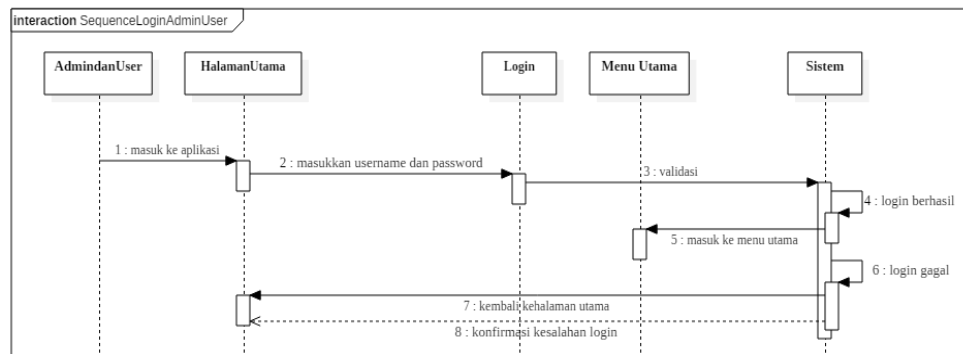 interaction SequenceLoginAdminUser
AdmindanUser
HalamanUtama
Login
Menu Utama
Sistem
1 : masuk ke aplikasi
2 : masukkan username dan password
3 : validasi
4 : login berhasil
5 : masuk ke menu utama
6 : login gagal
7 : kembali kehalaman utama
8 : konfirmasi kesalahan login